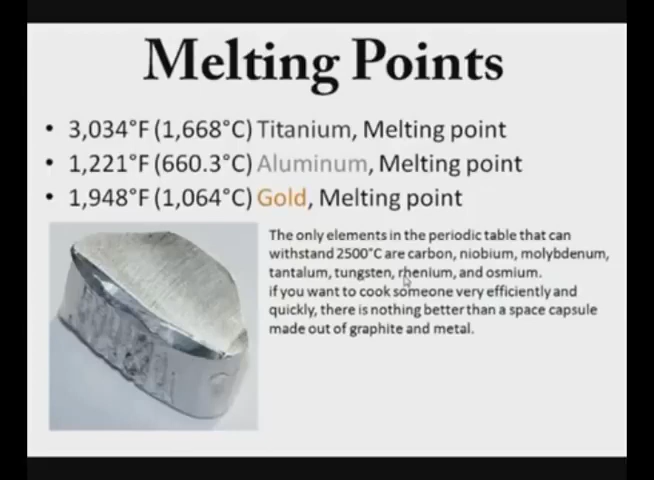 Melting Points
• 3,034°F (1,668°C) Titanium, Melting point
• 1,221°F (660.3°C) Aluminum, Melting point
• 1,948°F (1,064°C) Gold, Melting point
The only elements in the periodic table that can
withstand 2500°C are carbon, niobium, molybdenum,
tantalum, tungsten, rhenium, and osmium.
if you want to cook someone very efficiently and
quickly, there is nothing better than a space capsule
made out of graphite and metal.